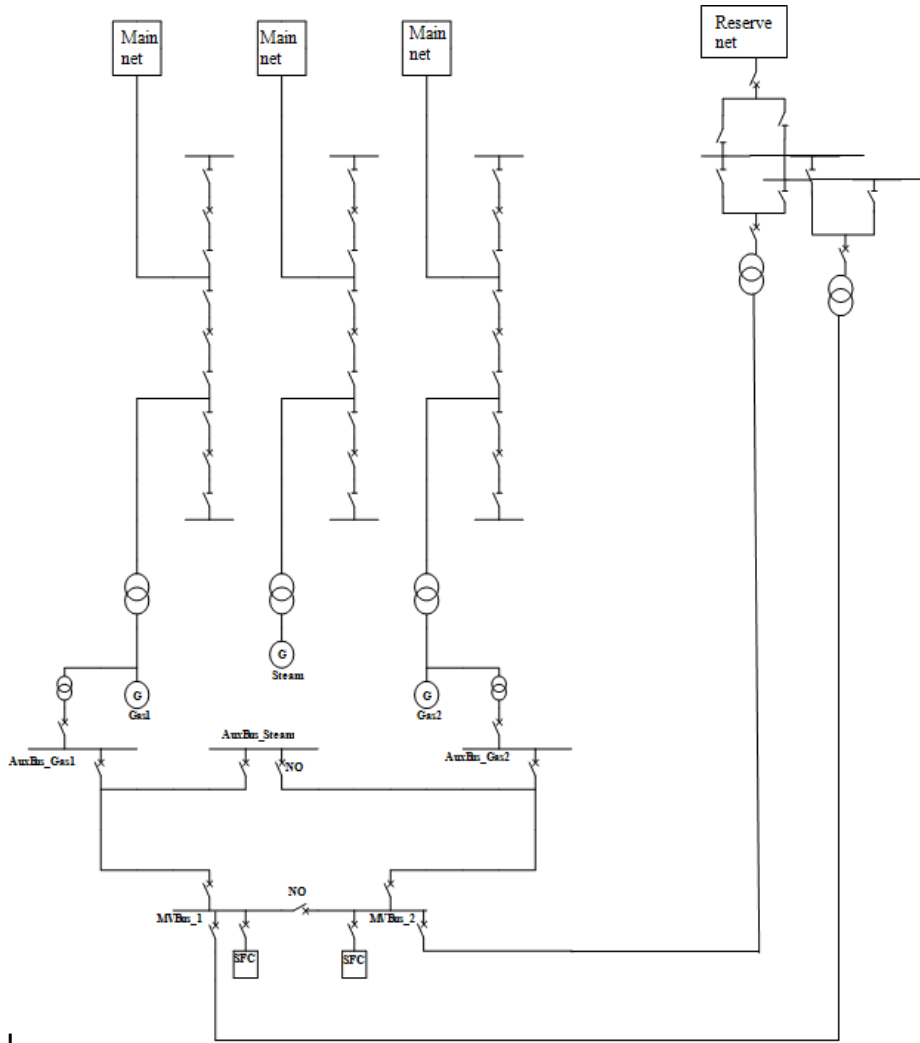 Main
net
Main
net
Main
net
Reserve
net
G
Steam
G
Gas1
G
Gas2
AuxBus_Steam
AuxBus_Gas1
NO
AuxBus_Gas2
NO
MVBus_1
MVBus_2
SFC
SFC